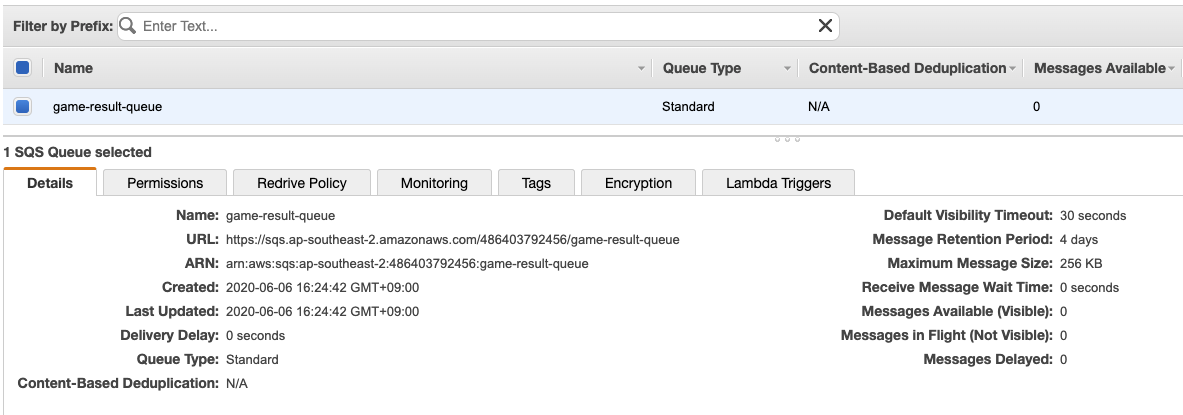 Filter by Prefix: Enter Text...
Name Queue Type Content-Based Deduplication Messages Available
game-result-queue Standard N/A 0
1 SQS Queue selected
Details Permissions Redrive Policy Monitoring Tags Encryption Lambda Triggers
Name: game-result-queue Default Visibility Timeout: 30 seconds
URL: https://sqs.ap-southeast-2.amazonaws.com/486403792456/game-result-queue Message Retention Period: 4 days
ARN: arn:aws:sqs:ap-southeast-2:486403792456:game-result-queue Maximum Message Size: 256 KB
Created: 2020-06-06 16:24:42 GMT+09:00 Receive Message Wait Time: 0 seconds
Last Updated: 2020-06-06 16:24:42 GMT+09:00 Messages Available (Visible): 0
Delivery Delay: 0 seconds Messages in Flight (Not Visible): 0
Queue Type: Standard Messages Delayed: 0
Content-Based Deduplication: N/A